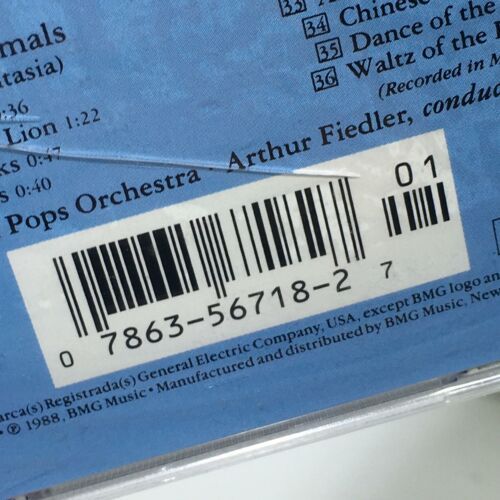 mals
tasia)
:36
Lion 1:22
ks 0:47
s 0:40
33
34 Chinese
35 Dance of the
36 Waltz of the
(Recorded in M
Pops Orchestra · Arthur Fiedler, conduc
01
0 7863-56718-2 7
arca(s) Registrada(s) General Electric Company, USA, except BMG logo an
· ℗ 1988, BMG Music · Manufactured and distributed by BMG Music, New